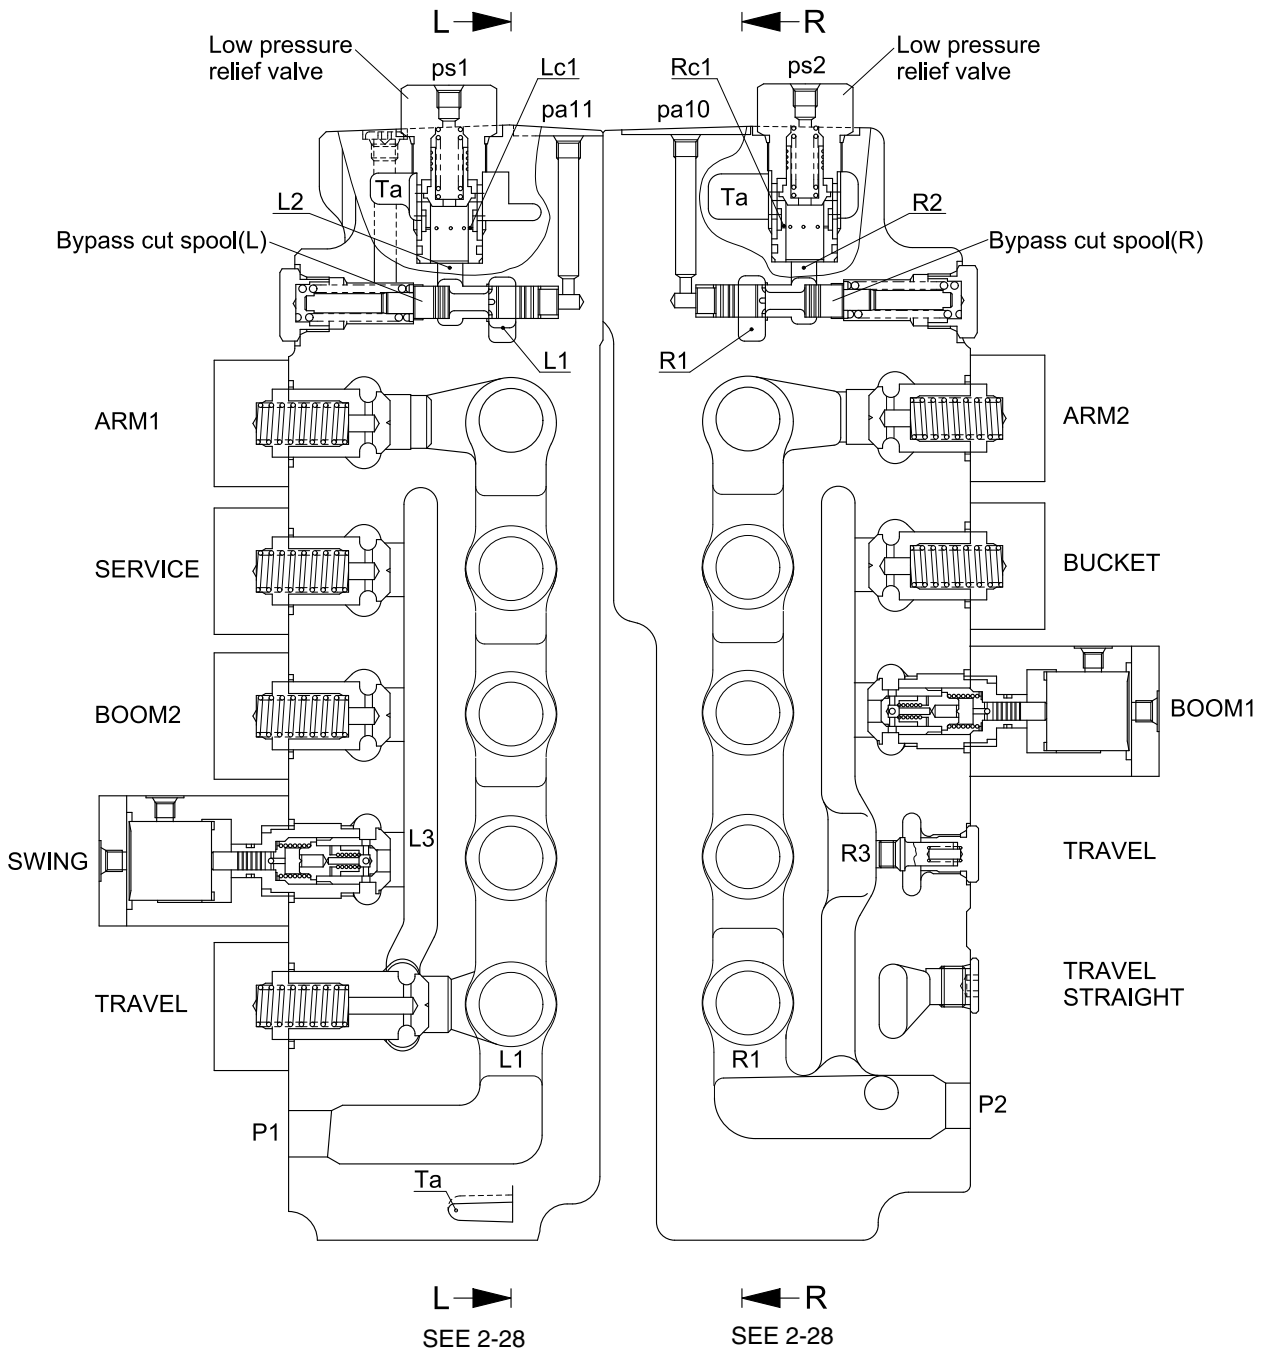 L
R
Low pressure
relief valve
ps1
Lc1
pa11
Rc1
pa10
ps2
Low pressure
relief valve
Ta
Ta
L2
R2
Bypass cut spool(L)
Bypass cut spool(R)
L1
R1
ARM1
ARM2
SERVICE
BUCKET
BOOM2
BOOM1
SWING
L3
R3
TRAVEL
TRAVEL
TRAVEL
STRAIGHT
L1
R1
P1
P2
Ta
L
R
SEE 2-28
SEE 2-28